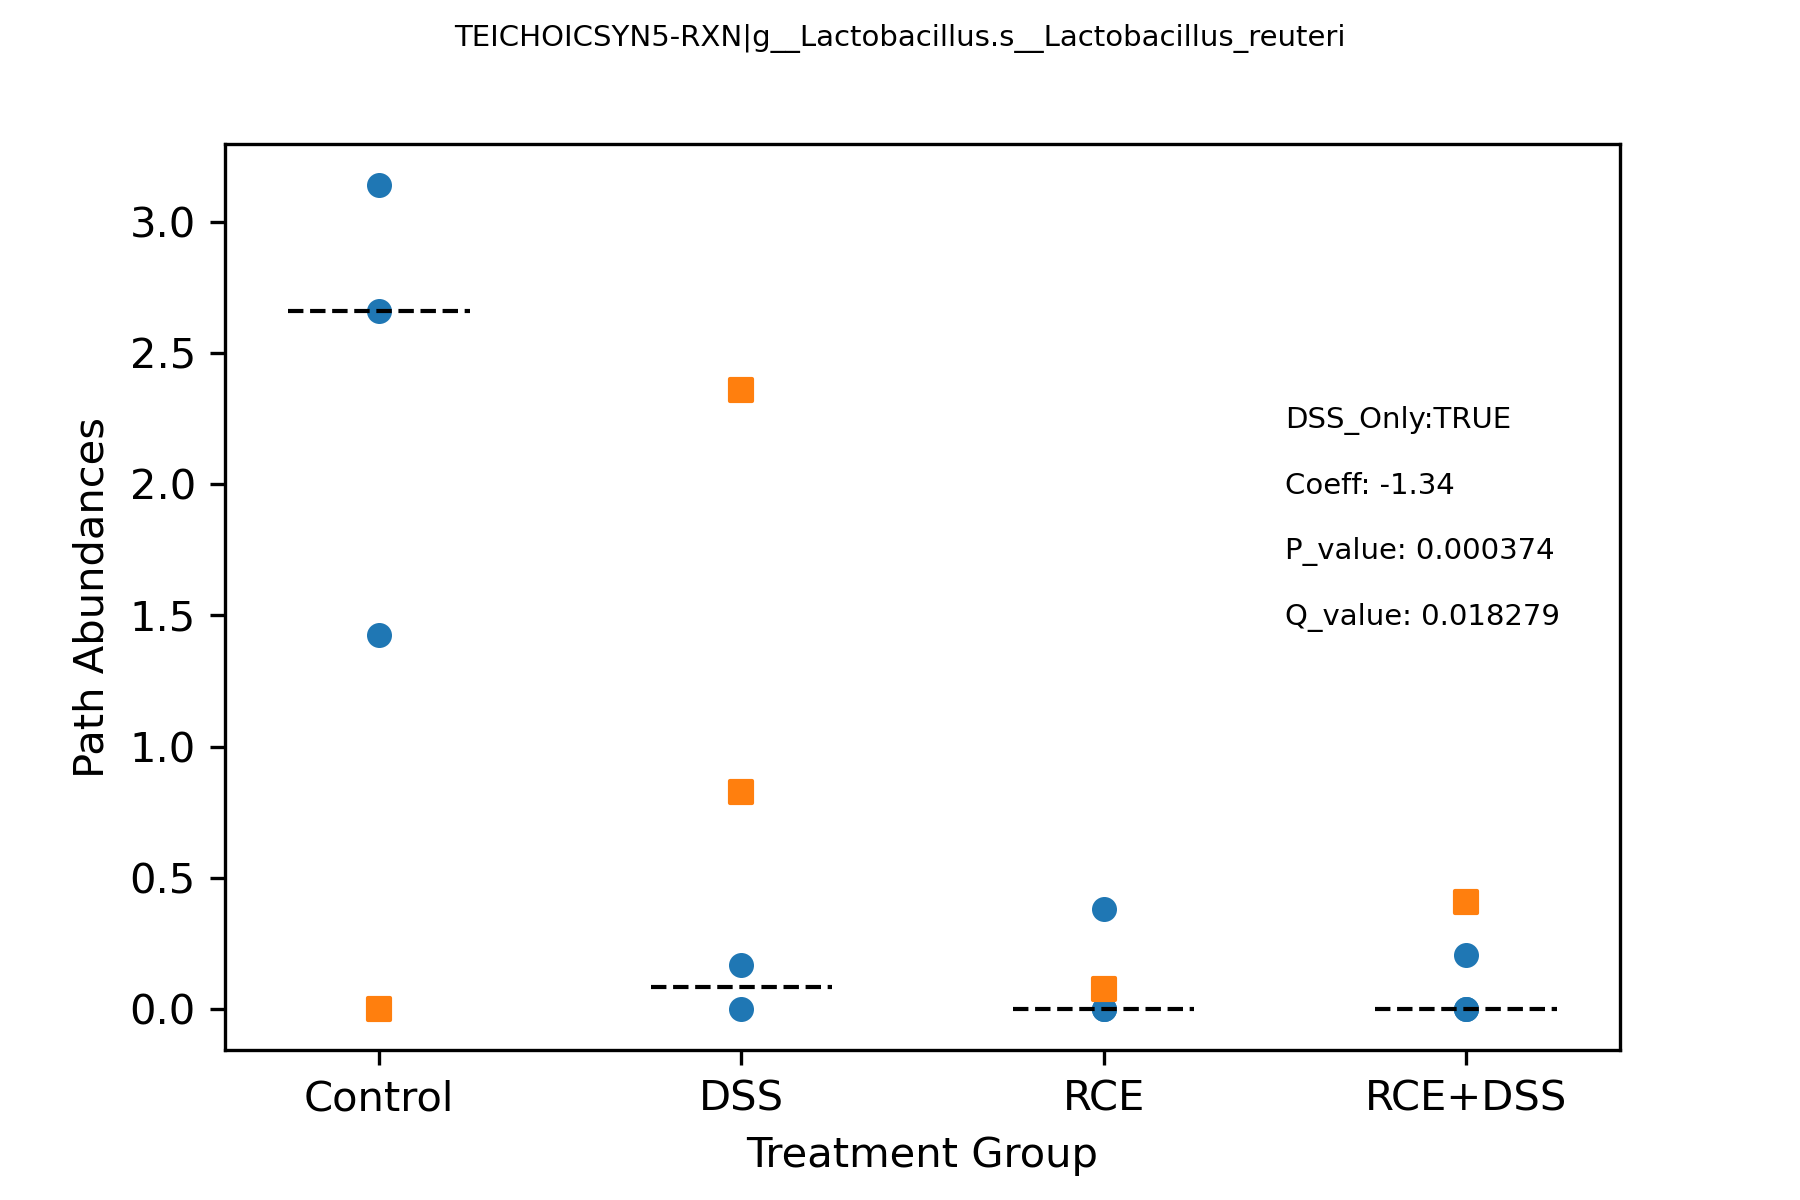 TEICHOICSYN5-RXN|g__Lactobacillus.s__Lactobacillus_reuteri
Path Abundances
3.0
2.5
2.0
1.5
1.0
0.5
0.0
DSS_Only:TRUE
Coeff: -1.34
P_value: 0.000374
Q_value: 0.018279
Control
DSS
RCE
RCE+DSS
Treatment Group